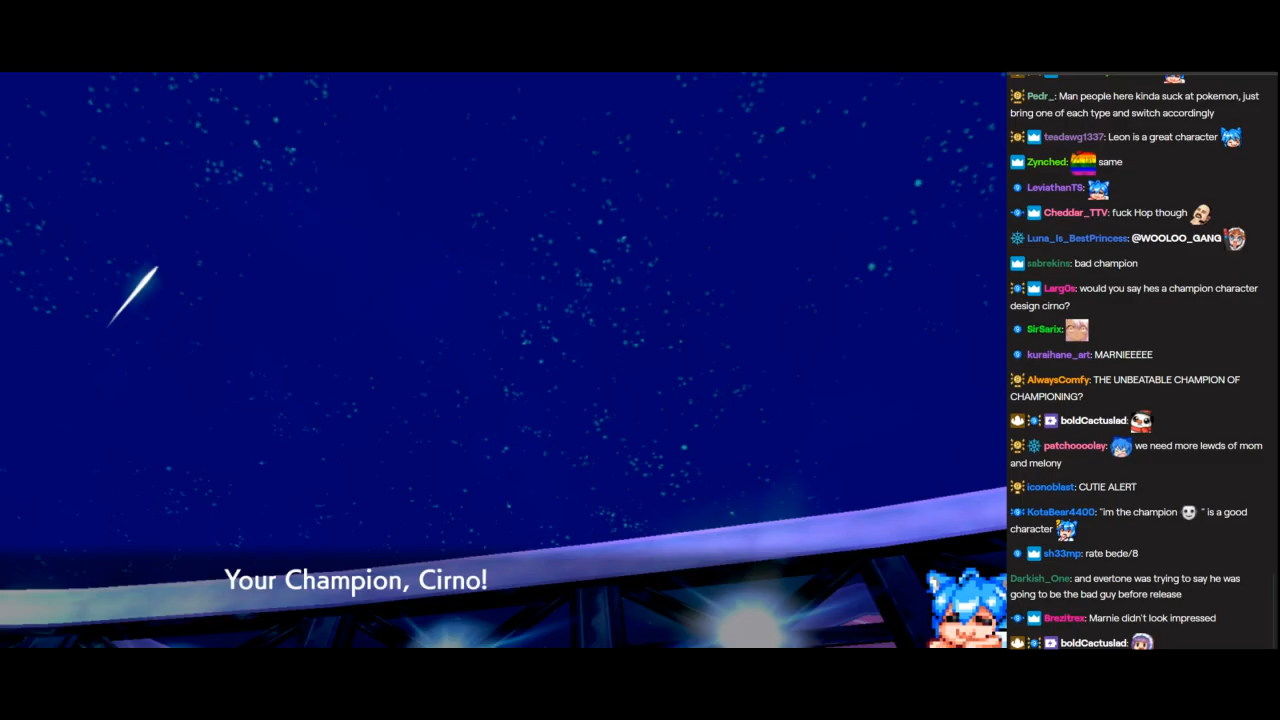 Pedr_: Man people here kinda suck at pokemon, just
bring one of each type and switch accordingly
teadawg1337: Leon is a great character
Zynched: same
LeviathanTS:
Cheddar_TTV: fuck Hop though
Luna_Is_BestPrincess: @WOOLOO_GANG
sabrekins: bad champion
Larg0s: would you say hes a champion character
design cirno?
SirSarix:
kuraihane_art: MARNIEEEEE
AlwaysComfy: THE UNBEATABLE CHAMPION OF
CHAMPIONING?
boldCactuslad:
patchoooolay: we need more lewds of mom
and melony
iconoblast: CUTIE ALERT
KotaBear4400: "im the champion " is a good
character
sh33mp: rate bede/8
Darkish_One: and evertone was trying to say he was
going to be the bad guy before release
Brezitrex: Marnie didn't look impressed
boldCactuslad:
Your Champion, Cirno!